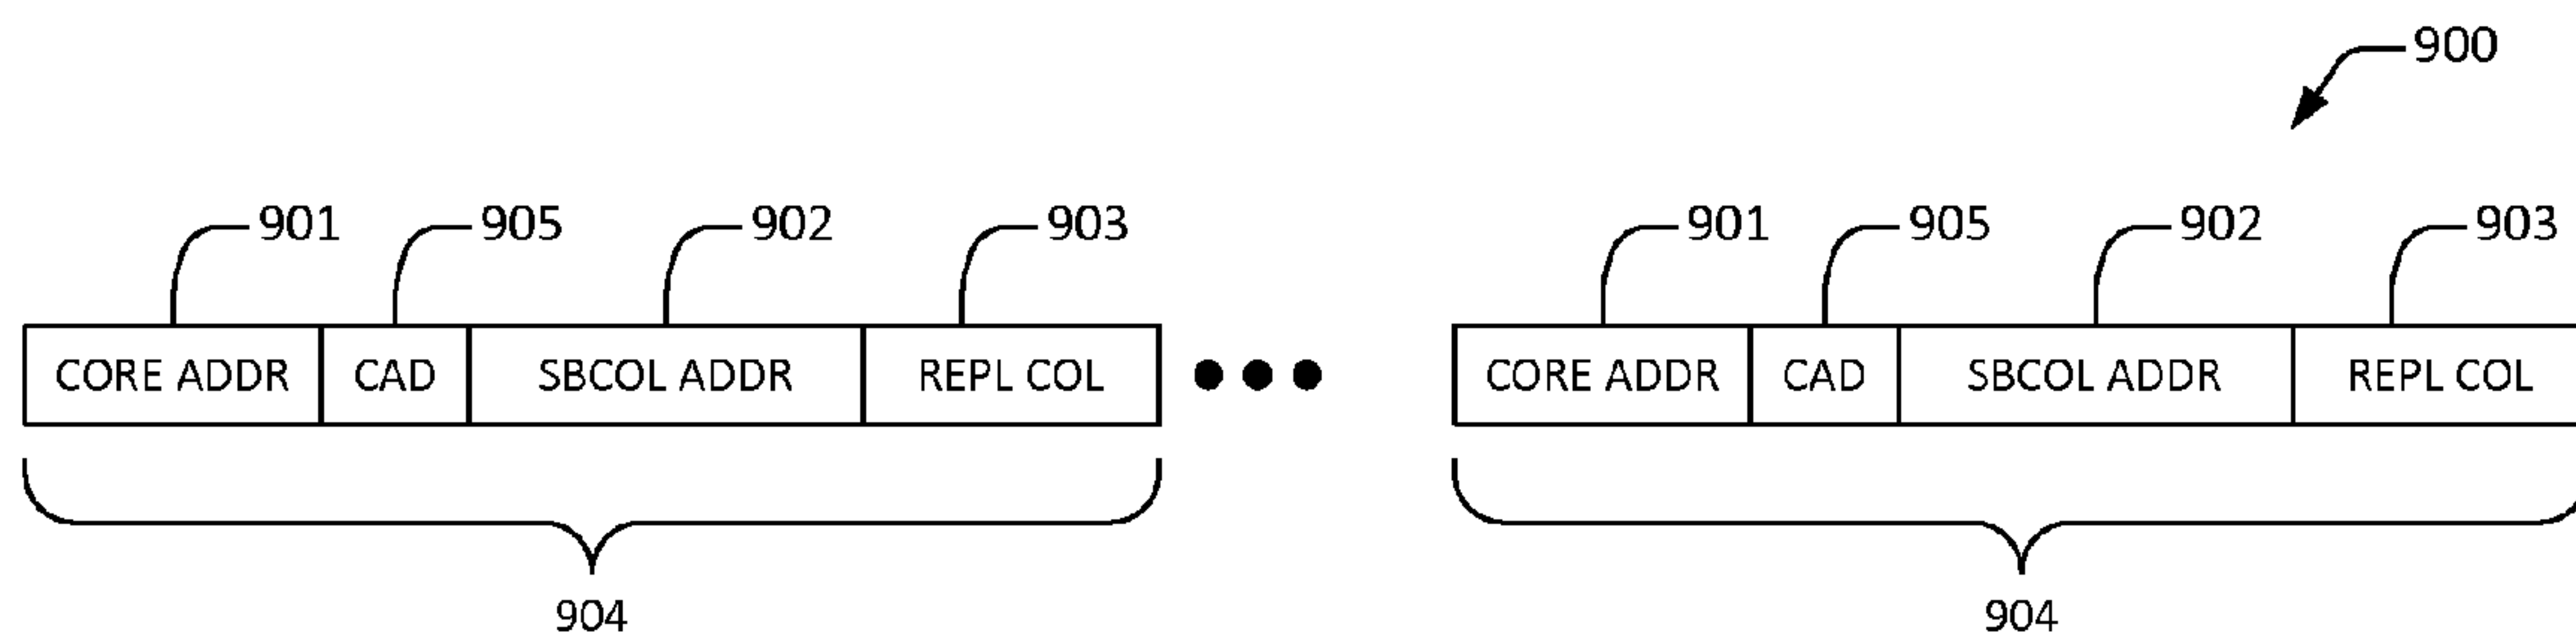 900
901 905 902 903 901 905 902 903
CORE ADDR CAD SBCOL ADDR REPL COL CORE ADDR CAD SBCOL ADDR REPL COL
904 904